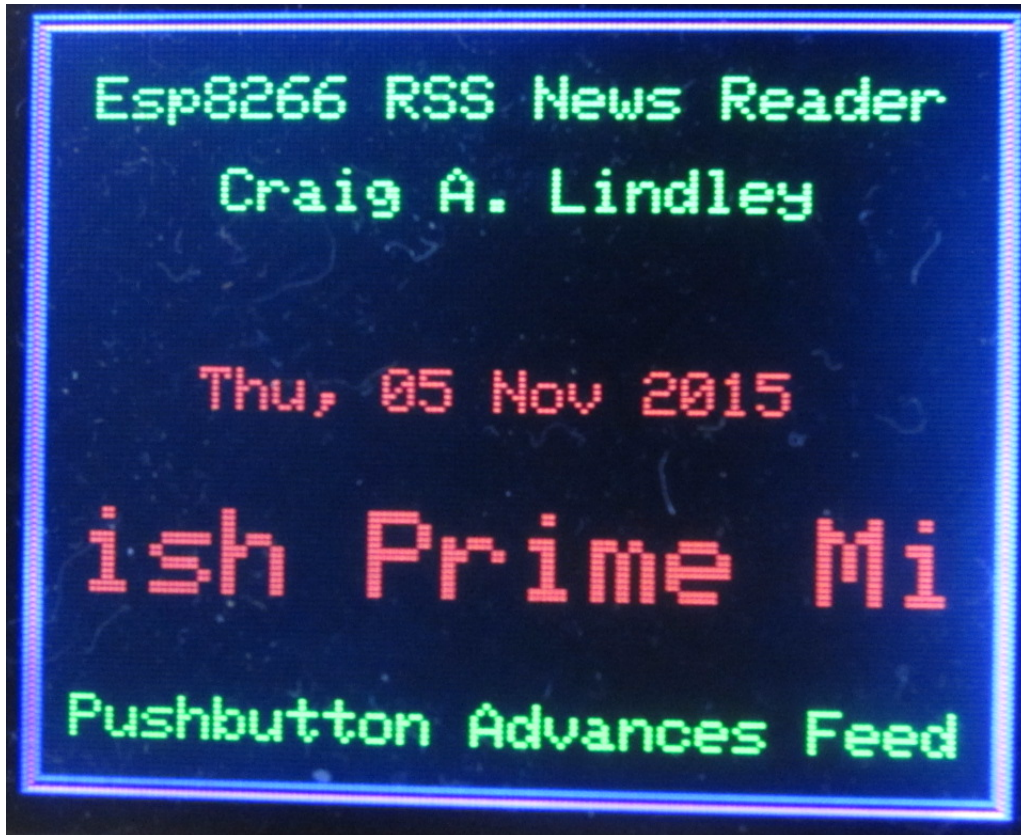 Esp8266 RSS News Reader
Craig A. Lindley
Thu, 05 Nov 2015
ish Prime Mi
Pushbutton Advances Feed